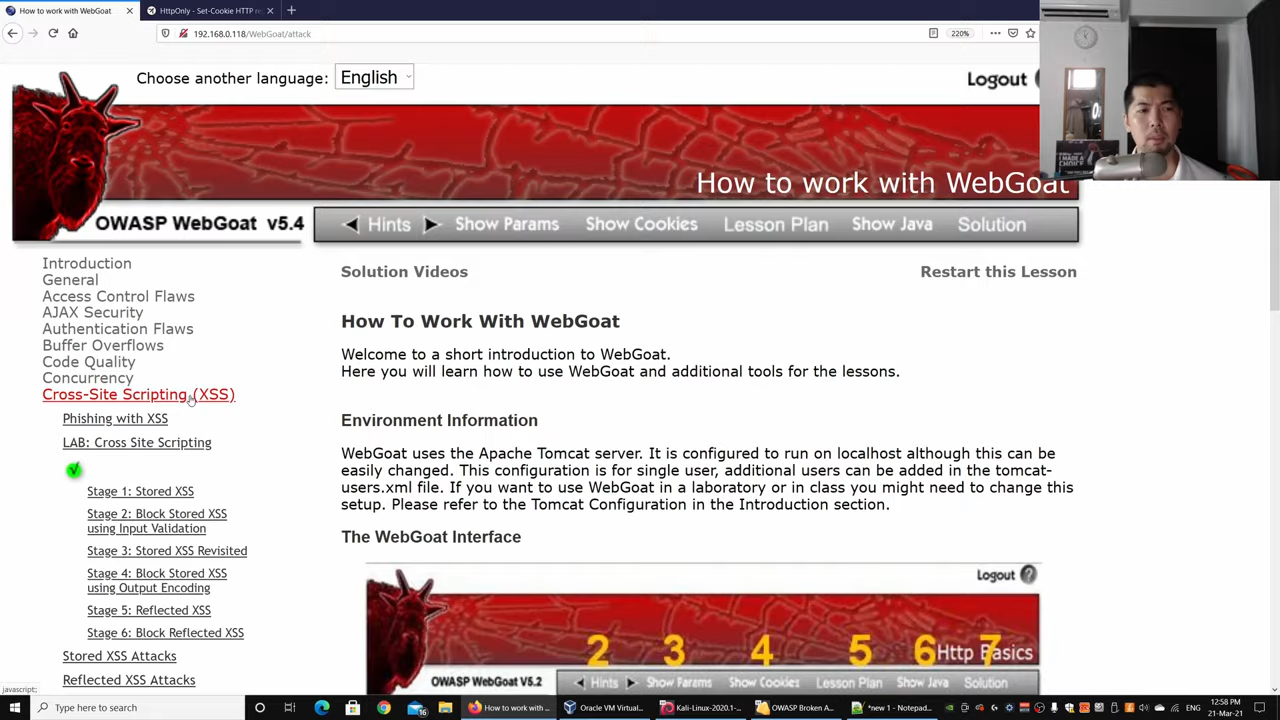 How to work with WebGoat
HttpOnly - Set-Cookie HTTP re
192.168.0.118/WebGoat/attack
220%
Choose another language:
English
Logout
How to work with WebGoat
OWASP WebGoat v5.4
Hints
Show Params
Show Cookies
Lesson Plan
Show Java
Solution
Introduction
General
Access Control Flaws
AJAX Security
Authentication Flaws
Buffer Overflows
Code Quality
Concurrency
Cross-Site Scripting (XSS)
Phishing with XSS
LAB: Cross Site Scripting
Stage 1: Stored XSS
Stage 2: Block Stored XSS
using Input Validation
Stage 3: Stored XSS Revisited
Stage 4: Block Stored XSS
using Output Encoding
Stage 5: Reflected XSS
Stage 6: Block Reflected XSS
Stored XSS Attacks
Reflected XSS Attacks
Solution Videos
Restart this Lesson
How To Work With WebGoat
Welcome to a short introduction to WebGoat.
Here you will learn how to use WebGoat and additional tools for the lessons.
Environment Information
WebGoat uses the Apache Tomcat server. It is configured to run on localhost although this can be
easily changed. This configuration is for single user, additional users can be added in the tomcat-
users.xml file. If you want to use WebGoat in a laboratory or in class you might need to change this
setup. Please refer to the Tomcat Configuration in the Introduction section.
The WebGoat Interface
Logout ?
2 3 4 5 6 7
Http Basics
OWASP WebGoat V5.2
Hints
Show Params
Show Cookies
Lesson Plan
Show Java
Solution
javascript:;
Type here to search
16
How to work with ...
Oracle VM Virtual...
Kali-Linux-2020.1-...
OWASP Broken A...
*new 1 - Notepad...
12:58 PM
21-Mar-21